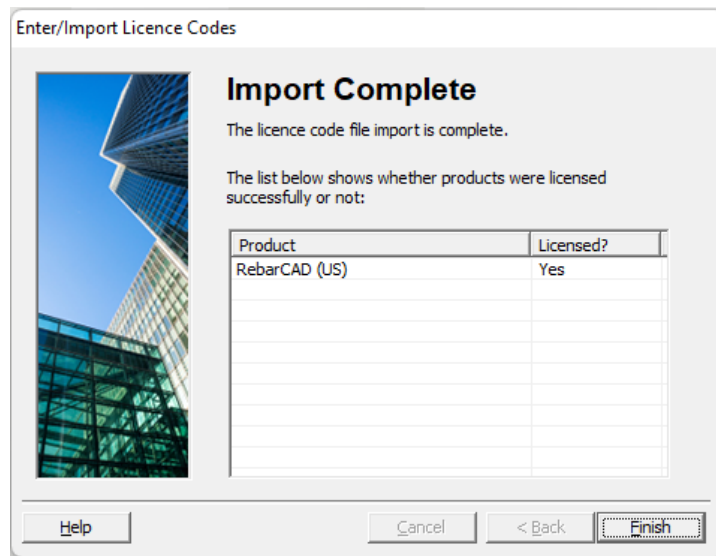 Enter/Import Licence Codes
Import Complete
The licence code file import is complete.
The list below shows whether products were licensed
successfully or not:
Product Licensed?
RebarCAD (US) Yes
Help Cancel < Back Finish